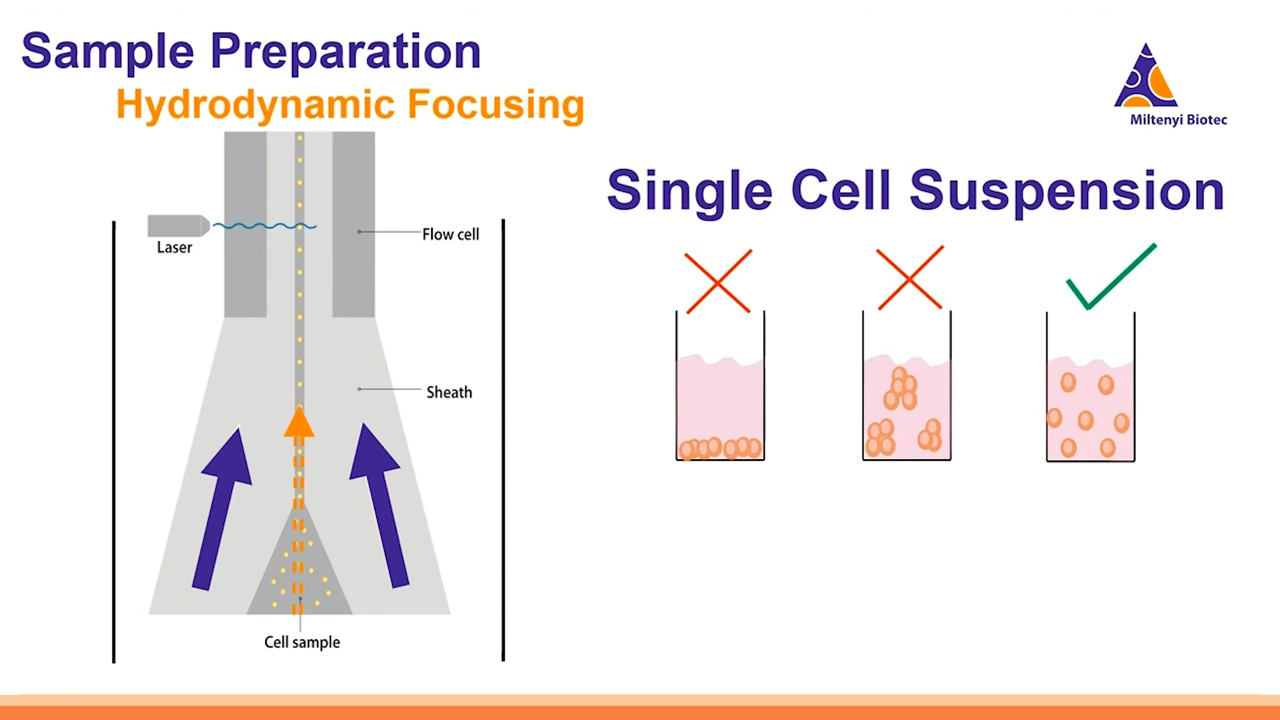 Sample Preparation
Hydrodynamic Focusing
Miltenyi Biotec
Single Cell Suspension
Laser
Flow cell
Sheath
Cell sample